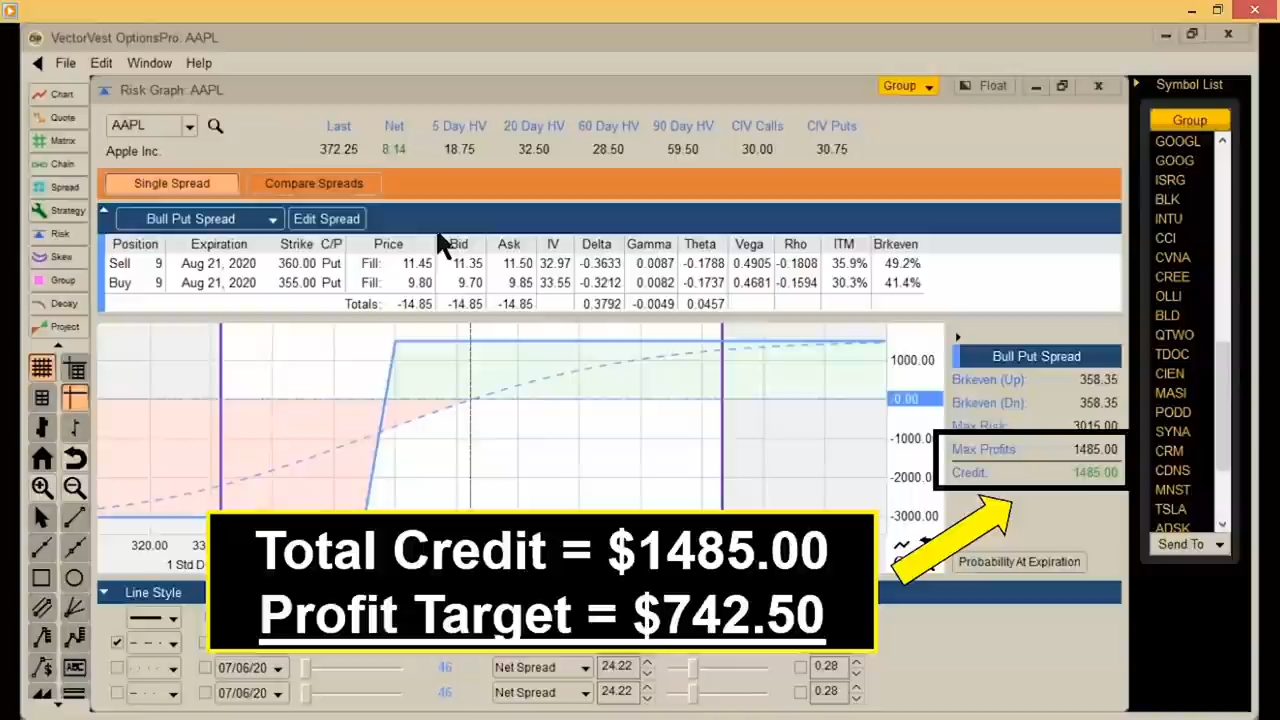 VectorVest OptionsPro. AAPL
File Edit Window Help
Chart
Quote
Matrix
Chain
Spread
Strategy
Risk
Skew
Group
Decay
Project
Risk Graph: AAPL
Group
Float
AAPL
Apple Inc.
Last Net 5 Day HV 20 Day HV 60 Day HV 90 Day HV CIV Calls CIV Puts
372.25 8.14 18.75 32.50 28.50 59.50 30.00 30.75
Single Spread Compare Spreads
Bull Put Spread Edit Spread
Position Expiration Strike C/P Price Bid Ask IV Delta Gamma Theta Vega Rho ITM Brkeven
Sell 9 Aug 21, 2020 360.00 Put Fill: 11.45 11.35 11.50 32.97 -0.3633 0.0087 -0.1788 0.4905 -0.1808 35.9% 49.2%
Buy 9 Aug 21, 2020 355.00 Put Fill: 9.80 9.75 9.85 33.55 -0.3212 0.0082 -0.1737 0.4681 -0.1594 30.3% 41.4%
Totals: -14.85 -14.85 -14.85 0.3792 -0.0049 0.0457
1000.00
-0.00
-1000.0
-2000.0
-3000.00
320.00
1 Std D
Bull Put Spread
Brkeven (Up): 358.35
Brkeven (Dn): 358.35
Max Risk: 3015.00
Max Profits 1485.00
Credit: 1485.00
Probability At Expiration
Total Credit = $1485.00
Profit Target = $742.50
Line Style
07/06/20 46 Net Spread 24.22 0.28
07/06/20 46 Net Spread 24.22 0.28
Symbol List
Group
GOOGL
GOOG
ISRG
BLK
INTU
CCI
CVNA
CREE
OLLI
BLD
QTWO
TDOC
CIEN
MASI
PODD
SYNA
CRM
CDNS
MNST
TSLA
ADSK
Send To